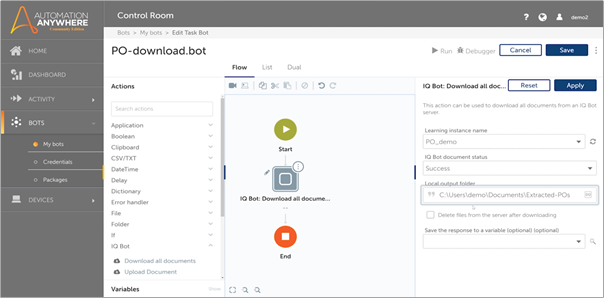 AUTOMATION
ANYWHERE
Community Edition
Control Room
demo2
Bots > My bots > Edit Task Bot
PO-download.bot
Run
Debugger
Cancel
Save
Flow
List
Dual
HOME
DASHBOARD
ACTIVITY
BOTS
My bots
Credentials
Packages
DEVICES
Actions
Search actions
Application
Boolean
Clipboard
CSV/TXT
DateTime
Delay
Dictionary
Error handler
File
Folder
If
IQ Bot
Download all documents
Upload Document
Variables
Show
Start
IQ Bot: Download all docume...
End
IQ Bot: Download all doc...
Reset
Apply
This action can be used to download all documents from an IQ Bot
server.
Learning instance name
PO_demo
IQ Bot document status
Success
Local output folder
C:\Users\demo\Documents\Extracted-POs
Delete files from the server after downloading
Save the response to a variable (optional) (optional)